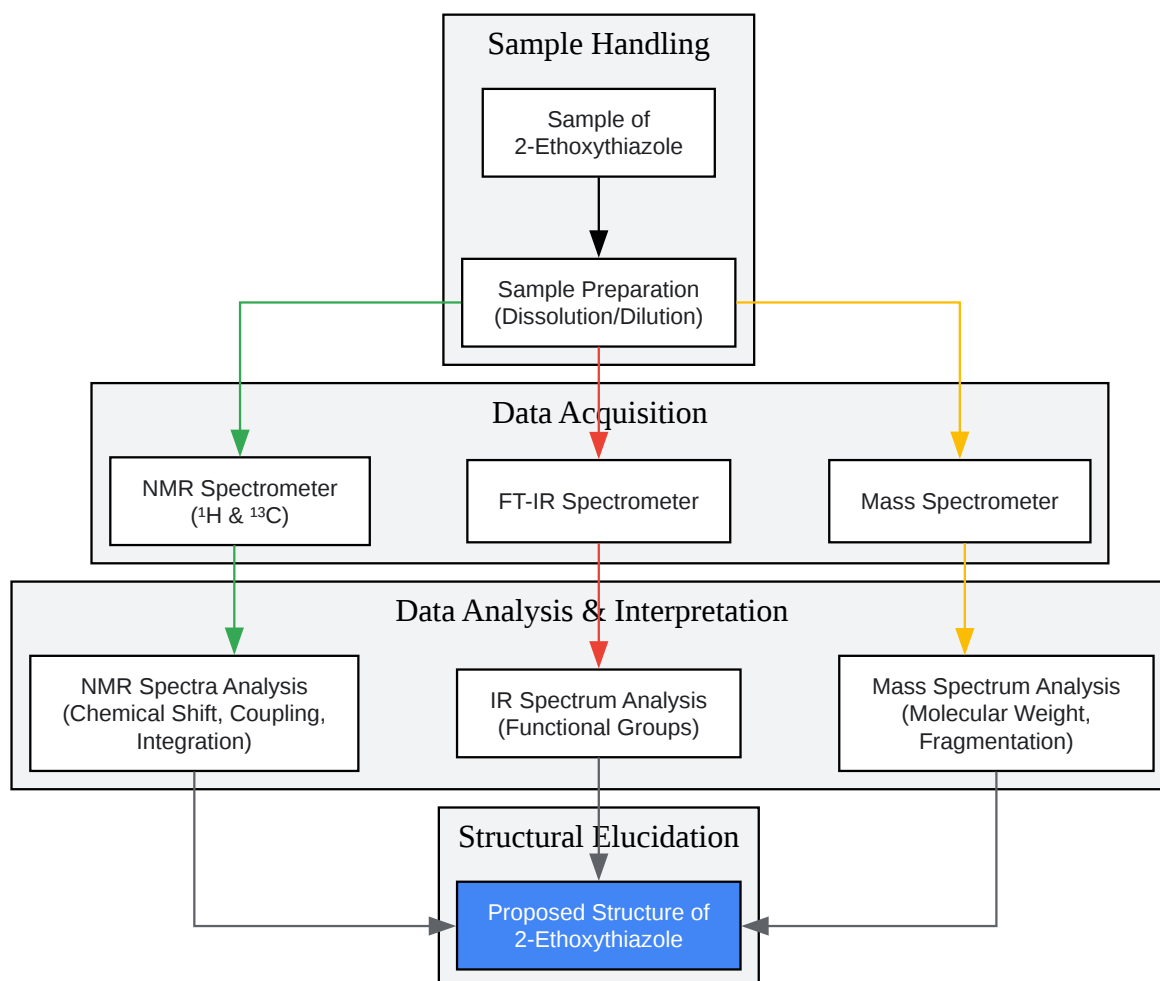 Sample Handling
Sample of
2-Ethoxythiazole
Sample Preparation
(Dissolution/Dilution)
Data Acquisition
NMR Spectrometer
(¹H & ¹³C)
FT-IR Spectrometer
Mass Spectrometer
Data Analysis & Interpretation
NMR Spectra Analysis
(Chemical Shift, Coupling,
Integration)
IR Spectrum Analysis
(Functional Groups)
Mass Spectrum Analysis
(Molecular Weight,
Fragmentation)
Structural Elucidation
Proposed Structure of
2-Ethoxythiazole